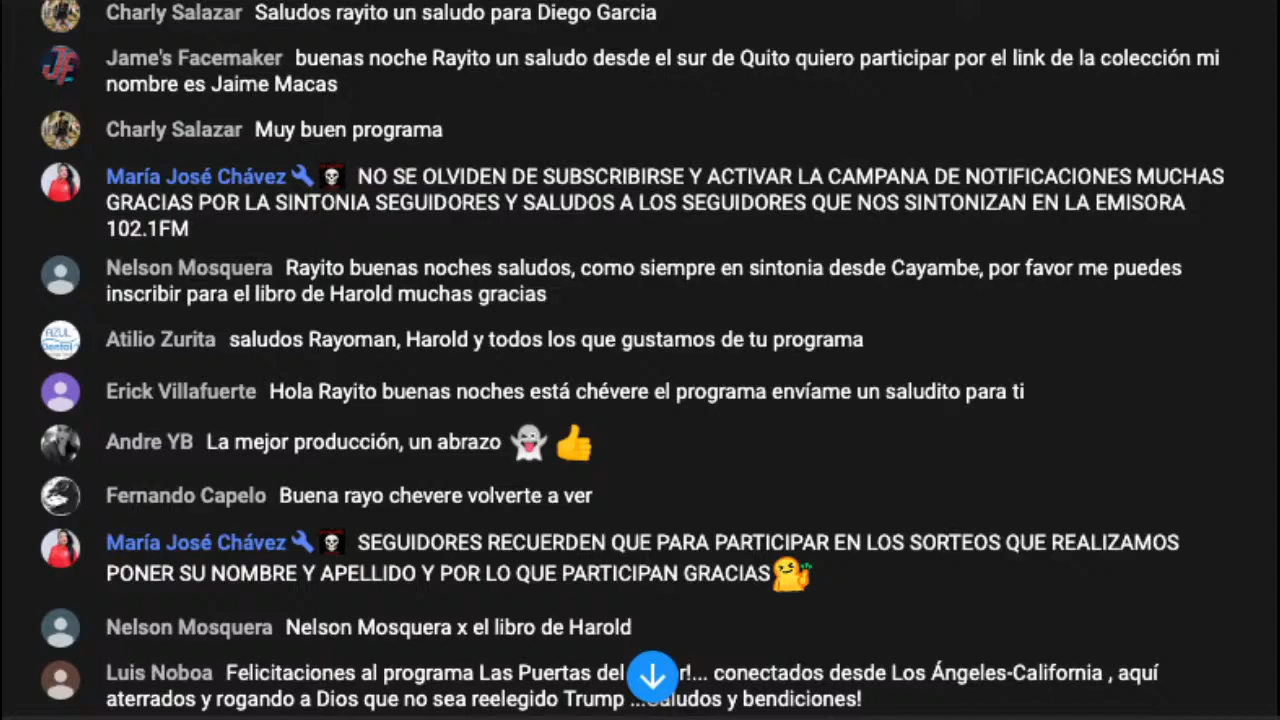 Charly Salazar Saludos rayito un saludo para Diego Garcia
Jame's Facemaker buenas noche Rayito un saludo desde el sur de Quito quiero participar por el link de la colección mi
nombre es Jaime Macas
Charly Salazar Muy buen programa
María José Chávez NO SE OLVIDEN DE SUBSCRIBIRSE Y ACTIVAR LA CAMPANA DE NOTIFICACIONES MUCHAS
GRACIAS POR LA SINTONIA SEGUIDORES Y SALUDOS A LOS SEGUIDORES QUE NOS SINTONIZAN EN LA EMISORA
102.1FM
Nelson Mosquera Rayito buenas noches saludos, como siempre en sintonia desde Cayambe, por favor me puedes
inscribir para el libro de Harold muchas gracias
AZUL
Dental
Atilio Zurita saludos Rayoman, Harold y todos los que gustamos de tu programa
Erick Villafuerte Hola Rayito buenas noches está chévere el programa envíame un saludito para ti
Andre YB La mejor producción, un abrazo 👻 👍
Fernando Capelo Buena rayo chevere volverte a ver
María José Chávez SEGUIDORES RECUERDEN QUE PARA PARTICIPAR EN LOS SORTEOS QUE REALIZAMOS
PONER SU NOMBRE Y APELLIDO Y POR LO QUE PARTICIPAN GRACIAS
Nelson Mosquera Nelson Mosquera x el libro de Harold
Luis Noboa Felicitaciones al programa Las Puertas del r!... conectados desde Los Ángeles-California , aquí
aterrados y rogando a Dios que no sea reelegido Trump ...Saludos y bendiciones!